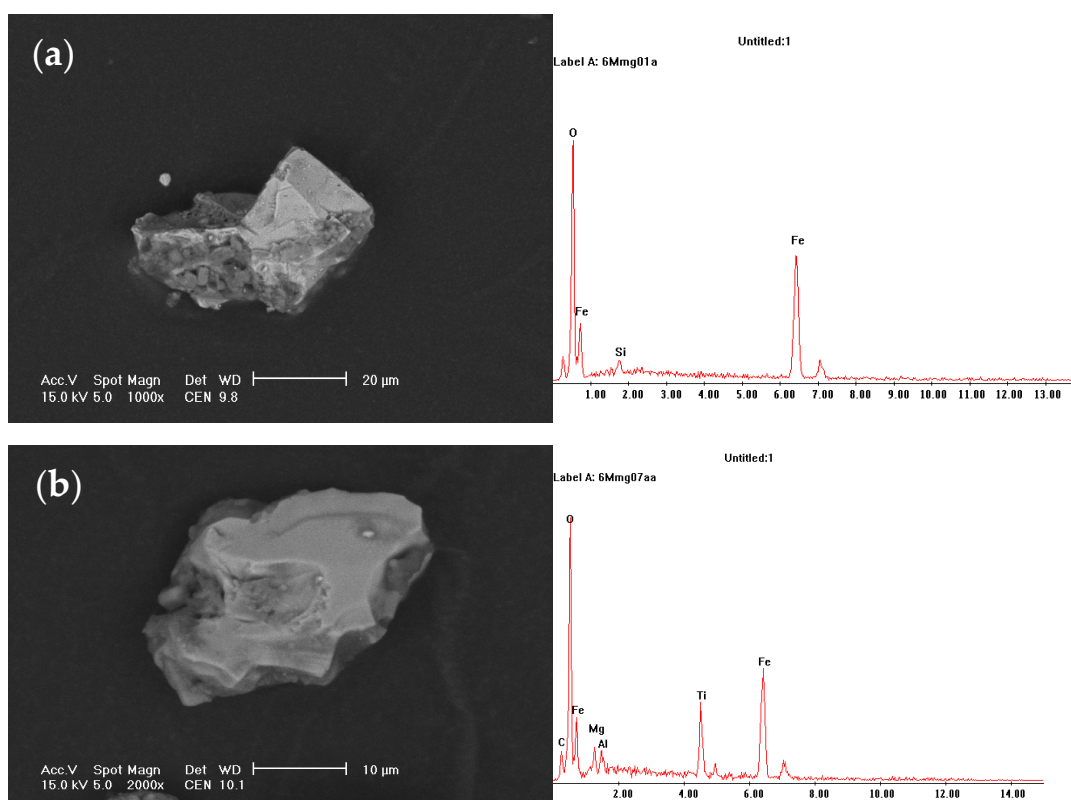 (a)
Acc.V Spot Magn Det WD 20 µm
15.0 kV 5.0 1000x CEN 9.8
Untitled:1
Label A: 6Mmg01a
O
Fe
Fe
Si
1.00 2.00 3.00 4.00 5.00 6.00 7.00 8.00 9.00 10.00 11.00 12.00 13.00
(b)
Acc.V Spot Magn Det WD 10 µm
15.0 kV 5.0 2000x CEN 10.1
Untitled:1
Label A: 6Mmg07aa
O
Fe
Ti
Fe
Mg
C
Al
2.00 4.00 6.00 8.00 10.00 12.00 14.00